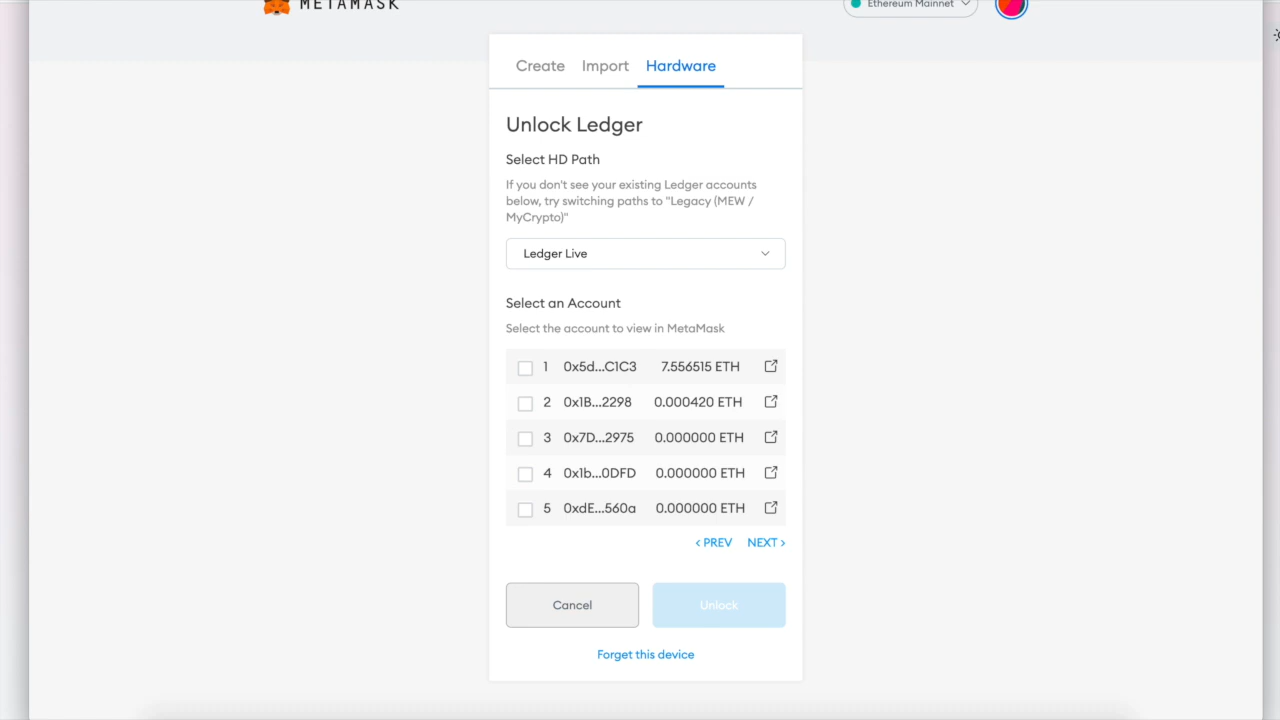 METAMASK
Ethereum Mainnet
Create Import Hardware
Unlock Ledger
Select HD Path
If you don't see your existing Ledger accounts
below, try switching paths to "Legacy (MEW /
MyCrypto)"
Ledger Live
Select an Account
Select the account to view in MetaMask
1 0x5d...C1C3 7.556515 ETH
2 0x1B...2298 0.000420 ETH
3 0x7D...2975 0.000000 ETH
4 0x1b...0DFD 0.000000 ETH
5 0xdE...560a 0.000000 ETH
< PREV NEXT >
Cancel Unlock
Forget this device